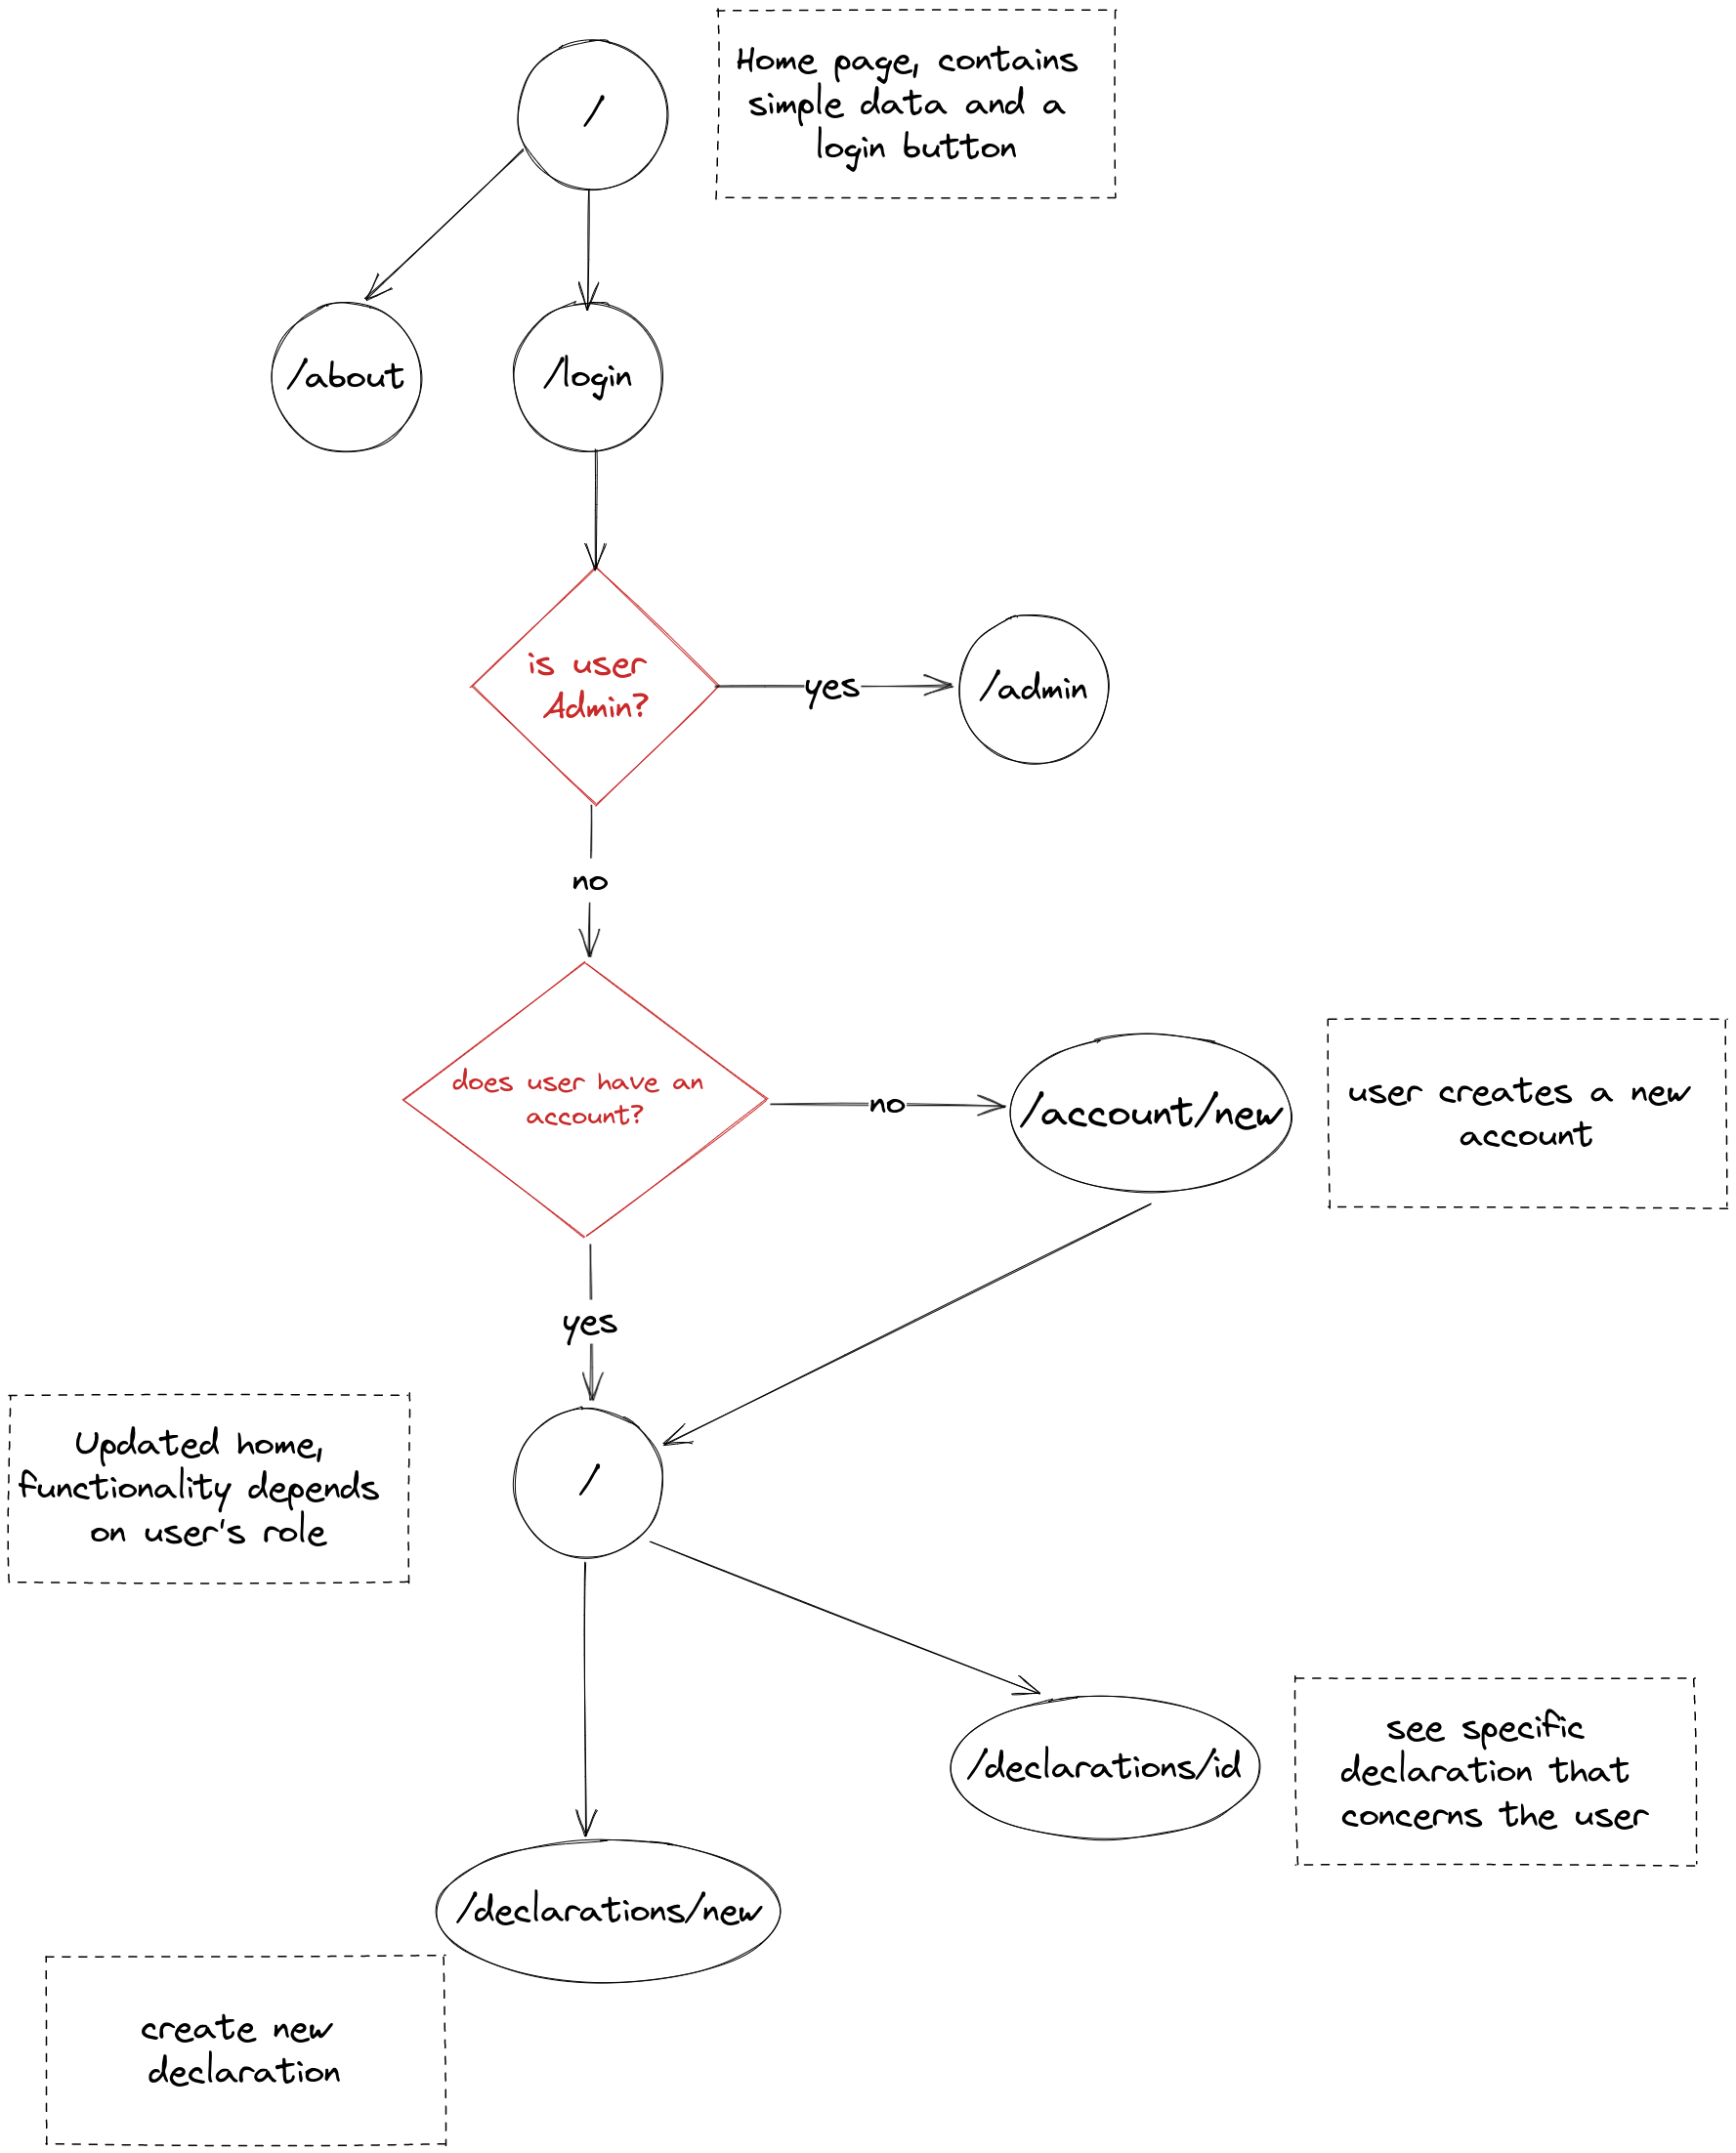 /
Home page, contains
simple data and a
login button
/about
/login
is user
Admin?
yes
/admin
no
does user have an
account?
no
/account/new
user creates a new
account
yes
Updated home,
functionality depends
on user's role
/
/declarations/id
see specific
declaration that
concerns the user
/declarations/new
create new
declaration